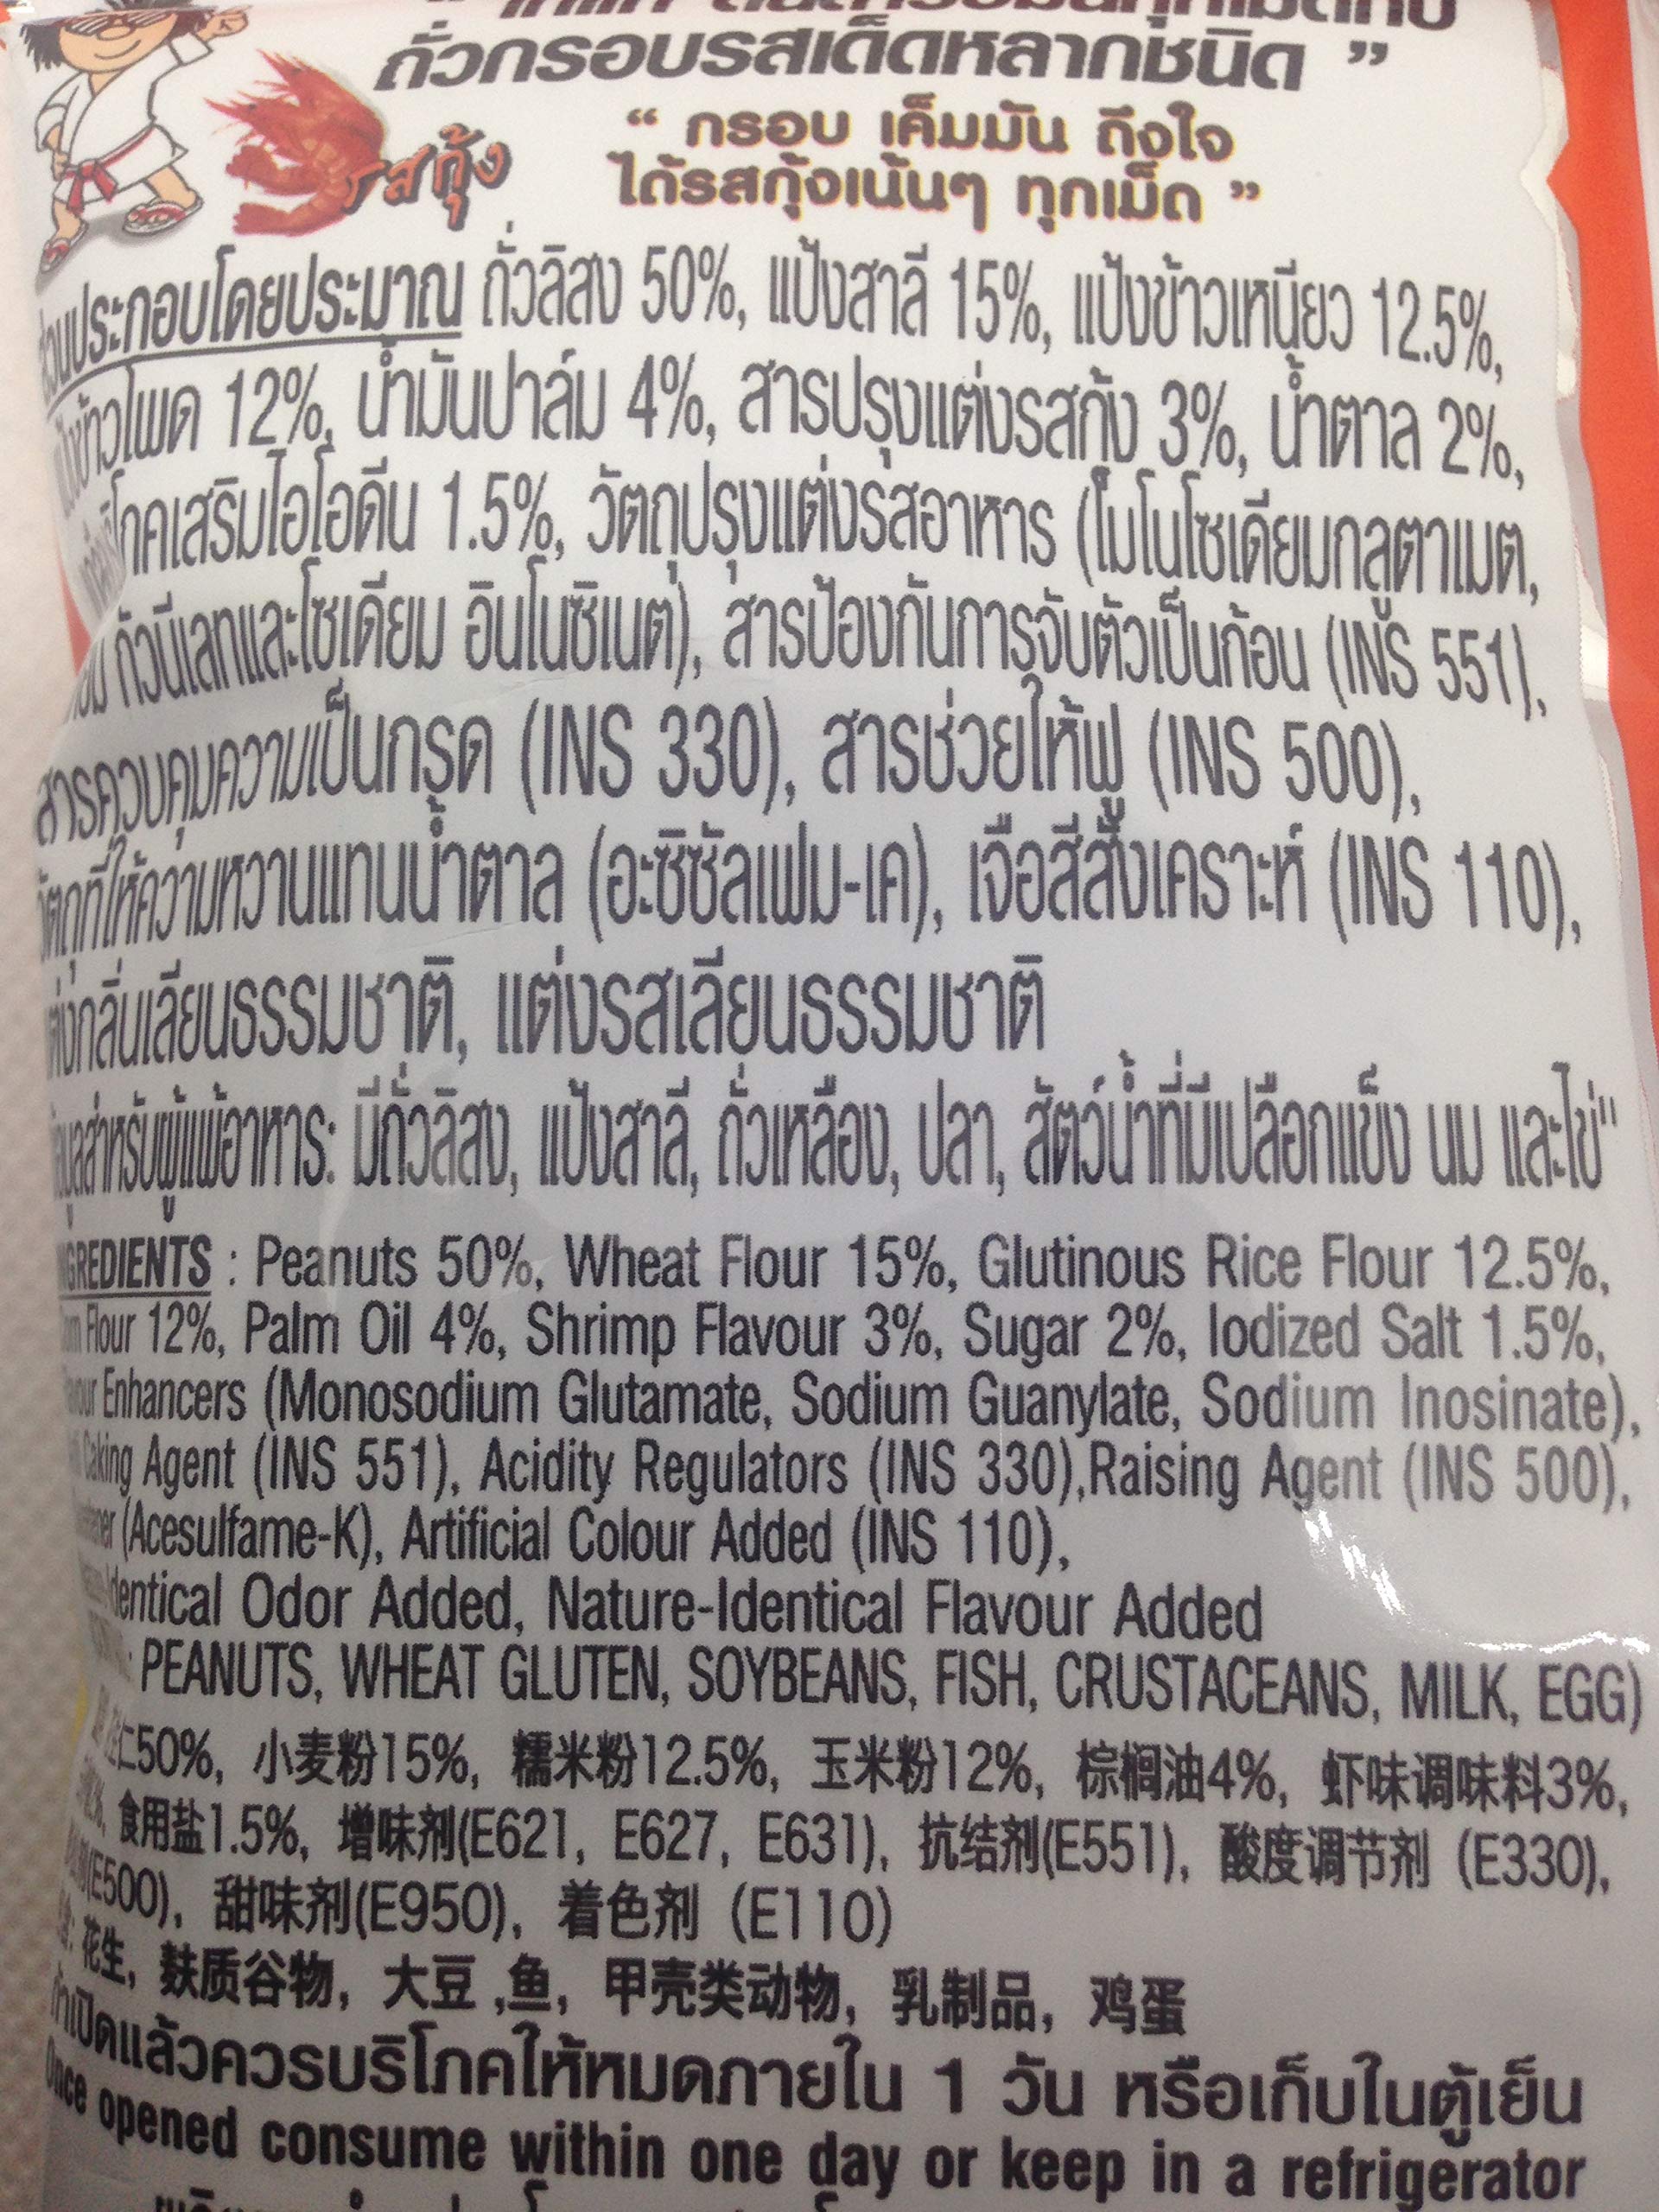 ถั่วกรอบรสเด็ดหลากชนิด ”
รสกุ้ง
“ กรอบ เค็มมัน ถึงใจ
ได้รสกุ้งเน้นๆ ทุกเม็ด ”
ส่วนประกอบโดยประมาณ ถั่วลิสง 50%, แป้งสาลี 15%, แป้งข้าวเหนียว 12.5%,
แป้งข้าวโพด 12%, น้ำมันปาล์ม 4%, สารปรุงแต่งรสกุ้ง 3%, น้ำตาล 2%,
บริโภคเสริมไอโอดีน 1.5%, วัตถุปรุงแต่งรสอาหาร (โมโนโซเดียมกลูตาเมต,
กัวนีเลทและโซเดียม อินโนซิเนต), สารป้องกันการจับตัวเป็นก้อน (INS 551),
สารควบคุมความเป็นกรด (INS 330), สารช่วยให้ฟู (INS 500),
วัตถุที่ให้ความหวานแทนน้ำตาล (อะซิซัลเฟม-เค), เจือสีสังเคราะห์ (INS 110),
แต่งกลิ่นเลียนธรรมชาติ, แต่งรสเลียนธรรมชาติ
ข้อมูลสำหรับผู้แพ้อาหาร: มีถั่วลิสง, แป้งสาลี, ถั่วเหลือง, ปลา, สัตว์น้ำที่มีเปลือกแข็ง นม และไข่"
INGREDIENTS : Peanuts 50%, Wheat Flour 15%, Glutinous Rice Flour 12.5%,
Flour 12%, Palm Oil 4%, Shrimp Flavour 3%, Sugar 2%, Iodized Salt 1.5%,
Flavour Enhancers (Monosodium Glutamate, Sodium Guanylate, Sodium Inosinate),
Caking Agent (INS 551), Acidity Regulators (INS 330),Raising Agent (INS 500),
(Acesulfame-K), Artificial Colour Added (INS 110),
Identical Odor Added, Nature-Identical Flavour Added
PEANUTS, WHEAT GLUTEN, SOYBEANS, FISH, CRUSTACEANS, MILK, EGG)
仁50%, 小麦粉15%, 糯米粉12.5%, 玉米粉12%, 棕榈油4%, 虾味调味料3%,
食用盐1.5%, 增味剂(E621, E627, E631), 抗结剂(E551), 酸度调节剂 (E330),
(E500), 甜味剂(E950), 着色剂 (E110)
花生, 麸质谷物, 大豆 ,鱼, 甲壳类动物, 乳制品, 鸡蛋
ถ้าเปิดแล้วควรบริโภคให้หมดภายใน 1 วัน หรือเก็บในตู้เย็น
Once opened consume within one day or keep in a refrigerator